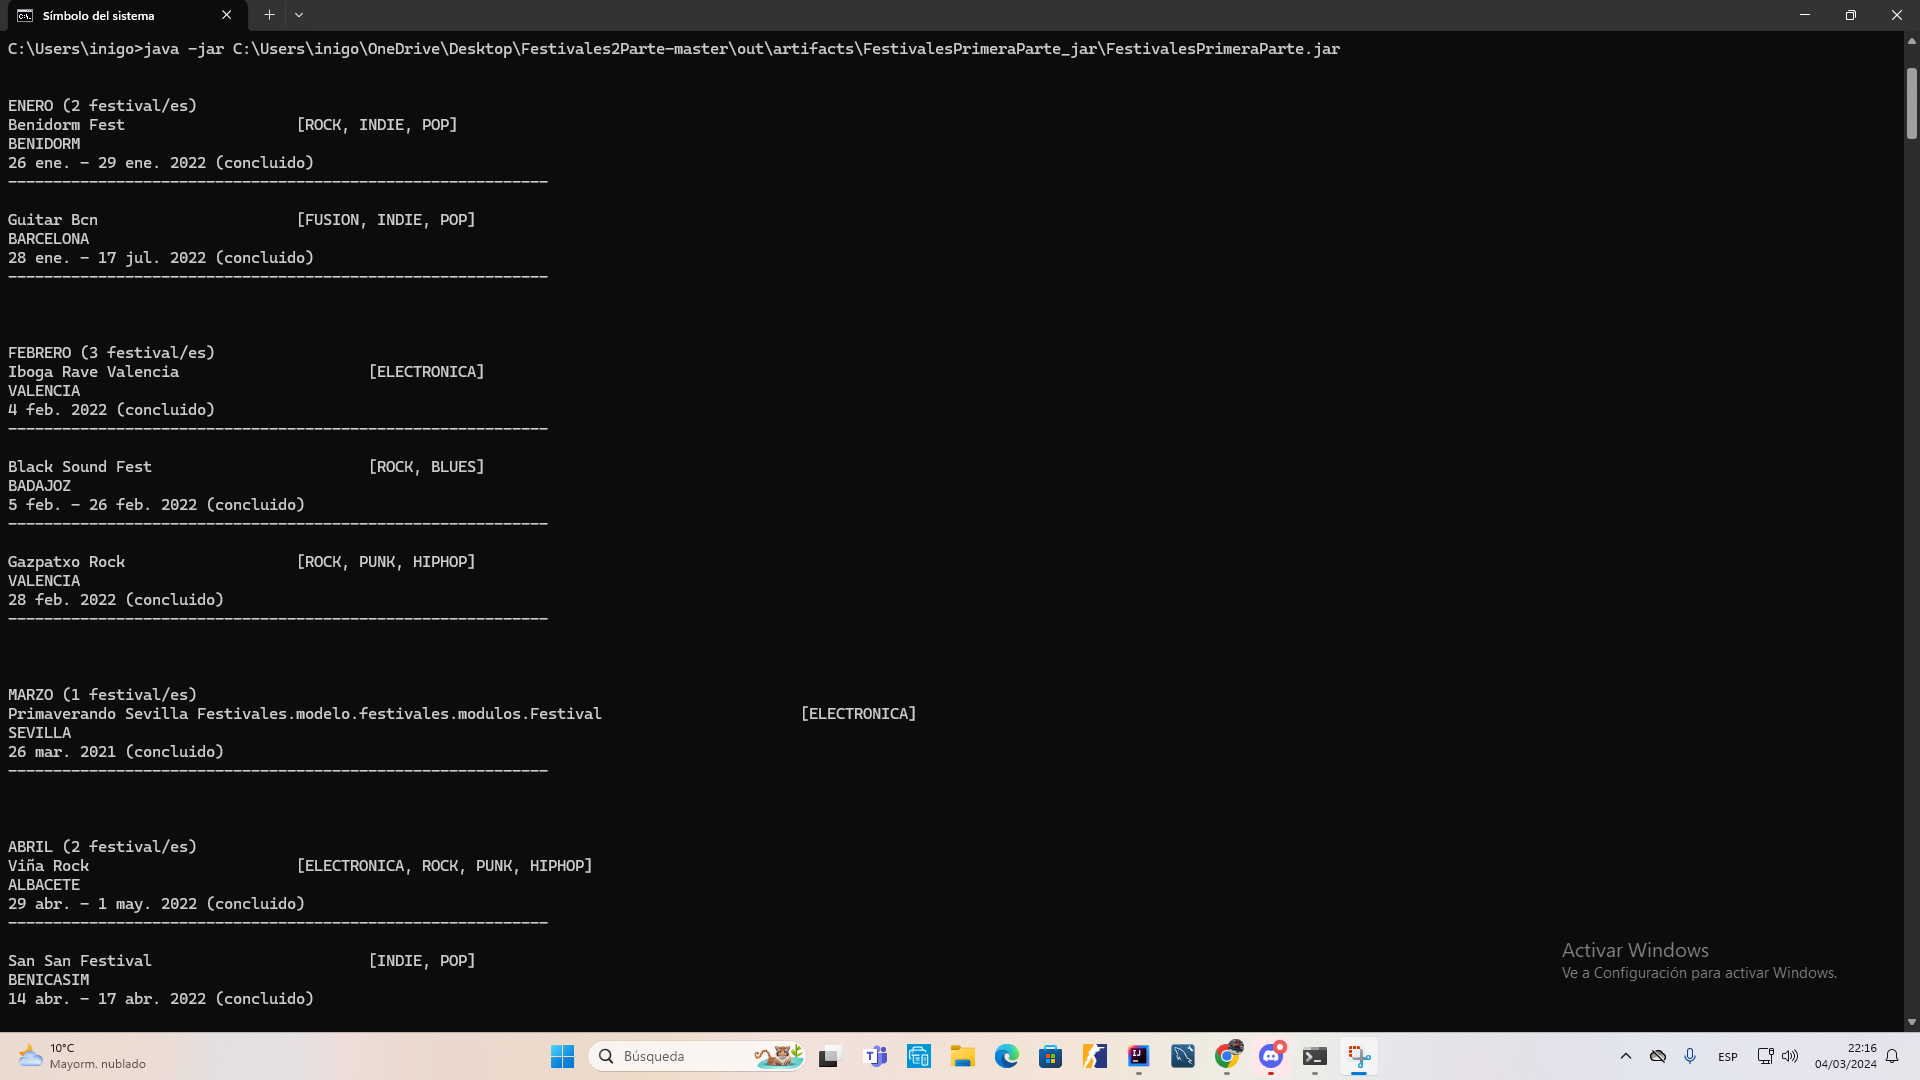 Símbolo del sistema
C:\Users\inigo>java -jar C:\Users\inigo\OneDrive\Desktop\Festivales2Parte-master\out\artifacts\FestivalesPrimeraParte_jar\FestivalesPrimeraParte.jar
ENERO (2 festival/es)
Benidorm Fest [ROCK, INDIE, POP]
BENIDORM
26 ene. - 29 ene. 2022 (concluido)
------------------------------------------------------------
Guitar Bcn [FUSION, INDIE, POP]
BARCELONA
28 ene. - 17 jul. 2022 (concluido)
------------------------------------------------------------
FEBRERO (3 festival/es)
Iboga Rave Valencia [ELECTRONICA]
VALENCIA
4 feb. 2022 (concluido)
------------------------------------------------------------
Black Sound Fest [ROCK, BLUES]
BADAJOZ
5 feb. - 26 feb. 2022 (concluido)
------------------------------------------------------------
Gazpatxo Rock [ROCK, PUNK, HIPHOP]
VALENCIA
28 feb. 2022 (concluido)
------------------------------------------------------------
MARZO (1 festival/es)
Primaverando Sevilla Festivales.modelo.festivales.modulos.Festival [ELECTRONICA]
SEVILLA
26 mar. 2021 (concluido)
------------------------------------------------------------
ABRIL (2 festival/es)
Viña Rock [ELECTRONICA, ROCK, PUNK, HIPHOP]
ALBACETE
29 abr. - 1 may. 2022 (concluido)
------------------------------------------------------------
San San Festival [INDIE, POP]
BENICASIM
14 abr. - 17 abr. 2022 (concluido)
Activar Windows
Ve a Configuración para activar Windows.
10°C
Mayorm. nublado
Búsqueda
ESP
22:16
04/03/2024